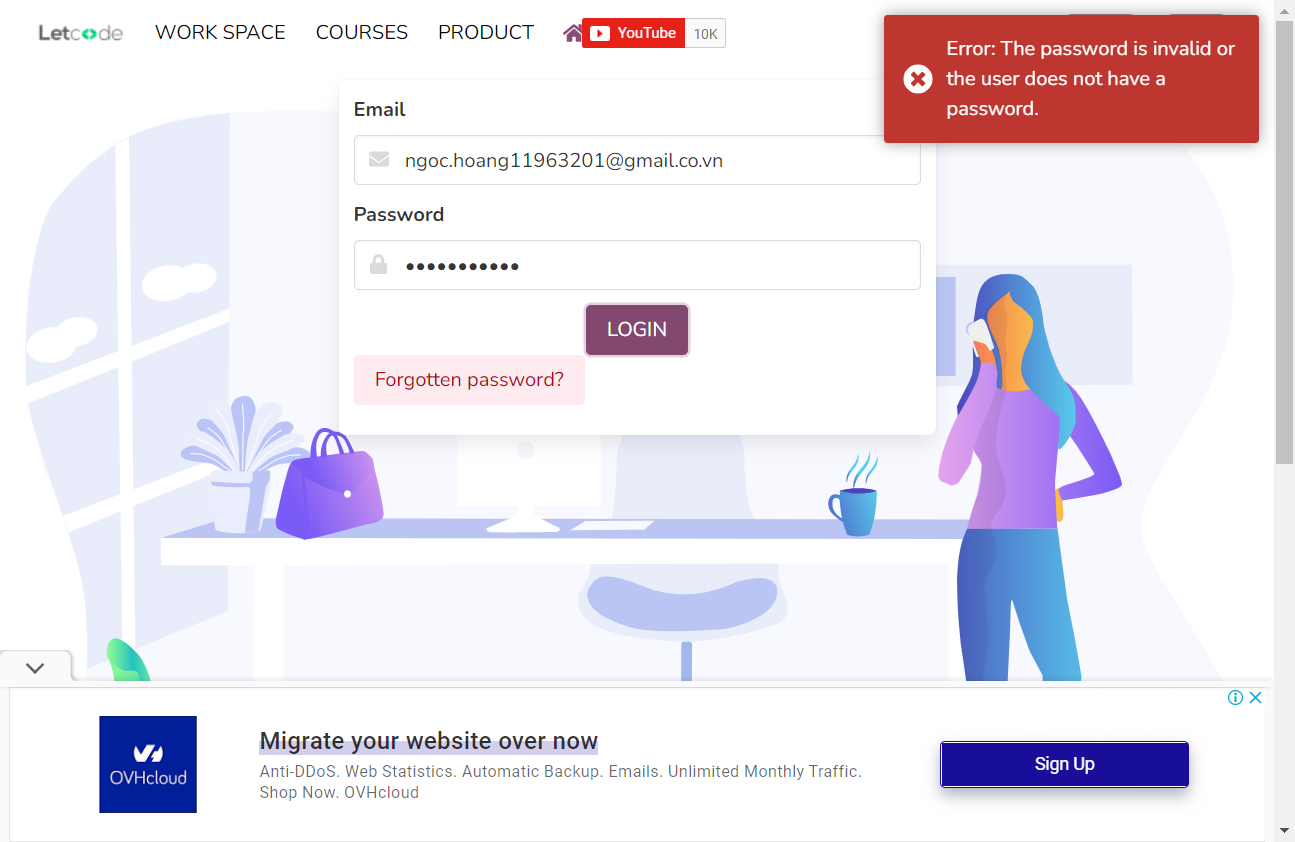 Letcode WORK SPACE COURSES PRODUCT YouTube 10K
Error: The password is invalid or
the user does not have a
password.
Email
ngoc.hoang11963201@gmail.co.vn
Password
•••••••••••
LOGIN
Forgotten password?
Migrate your website over now
OVHcloud
Anti-DDoS. Web Statistics. Automatic Backup. Emails. Unlimited Monthly Traffic.
Shop Now. OVHcloud
Sign Up